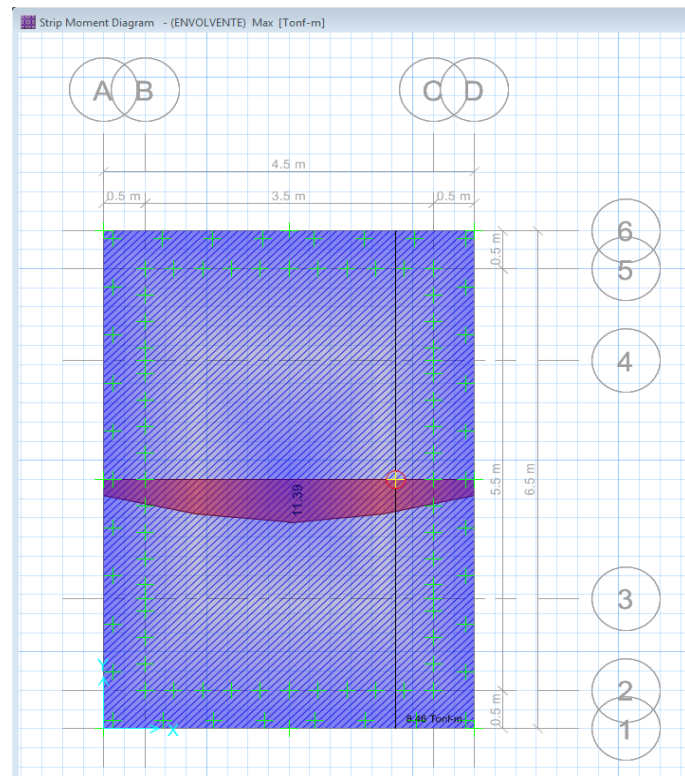 Strip Moment Diagram - (ENVOLVENTE) Max [Tonf-m]
A B C D
4.5 m
0.5 m 3.5 m 0.5 m
6
0.5 m
5
4
11.39
5.5 m
6.5 m
3
Y
2
0.5 m
8.46 Tonf-m
X
1